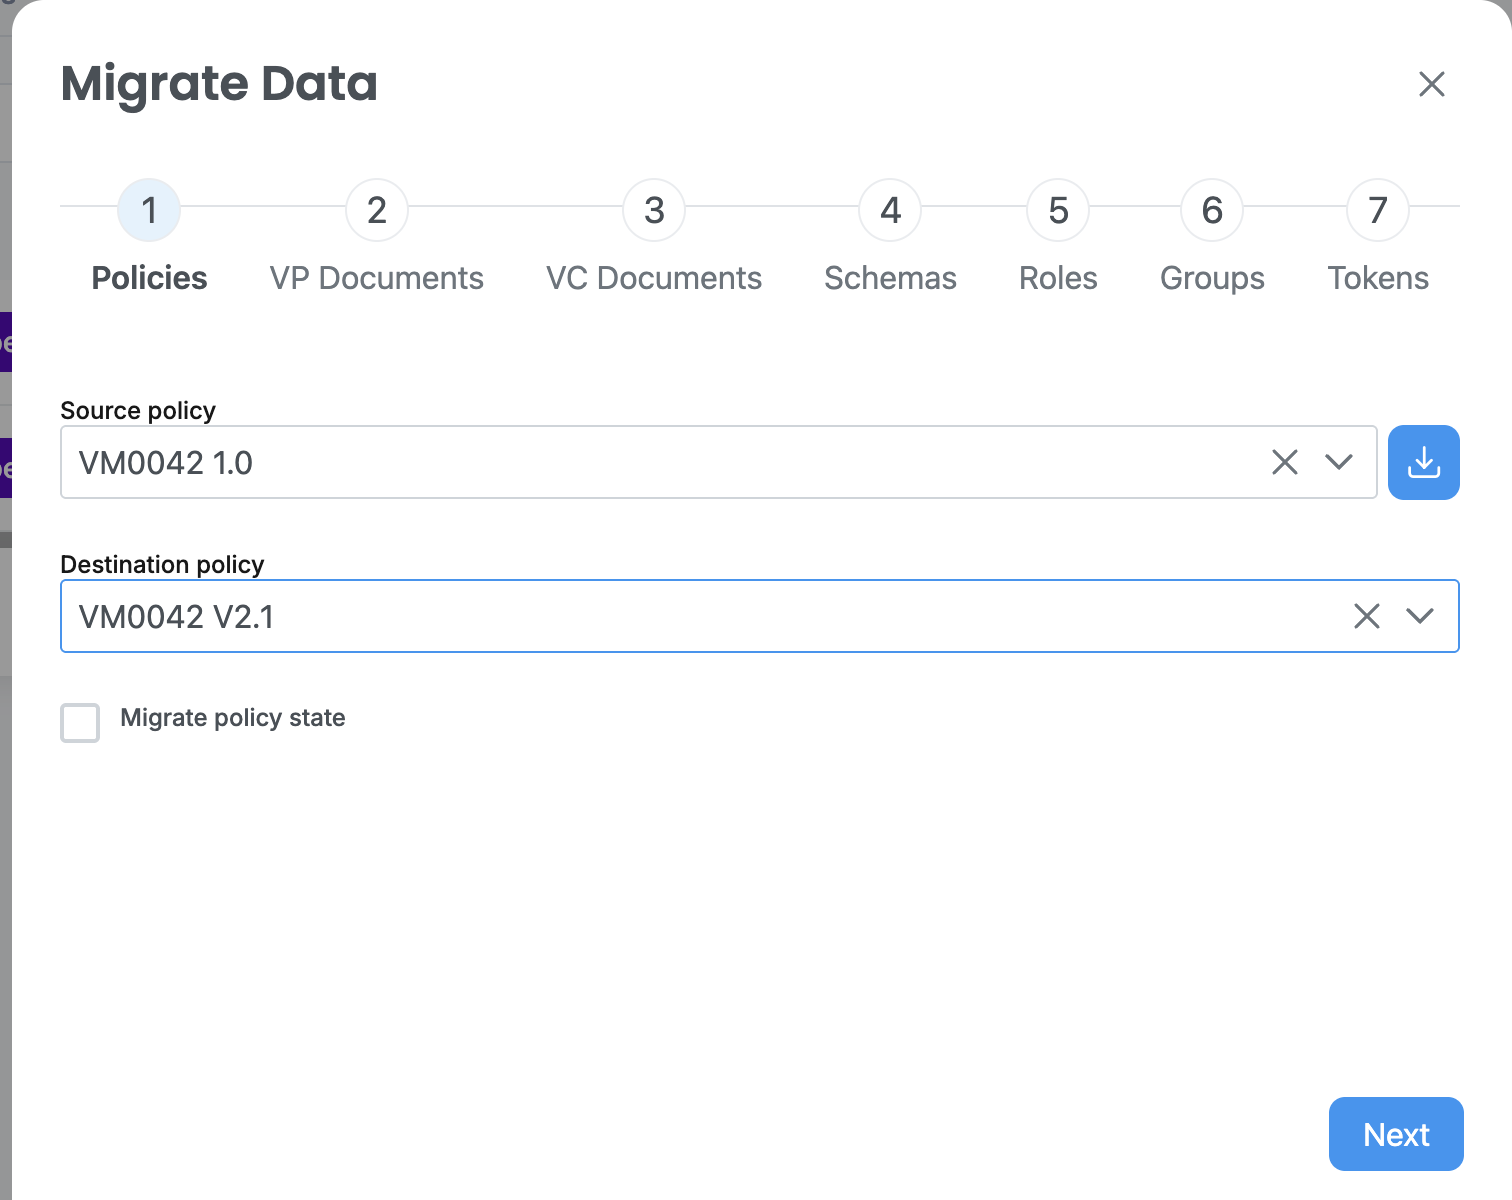 Migrate Data
1 2 3 4 5 6 7
Policies VP Documents VC Documents Schemas Roles Groups Tokens
Source policy
VM0042 1.0
Destination policy
VM0042 V2.1
Migrate policy state
Next